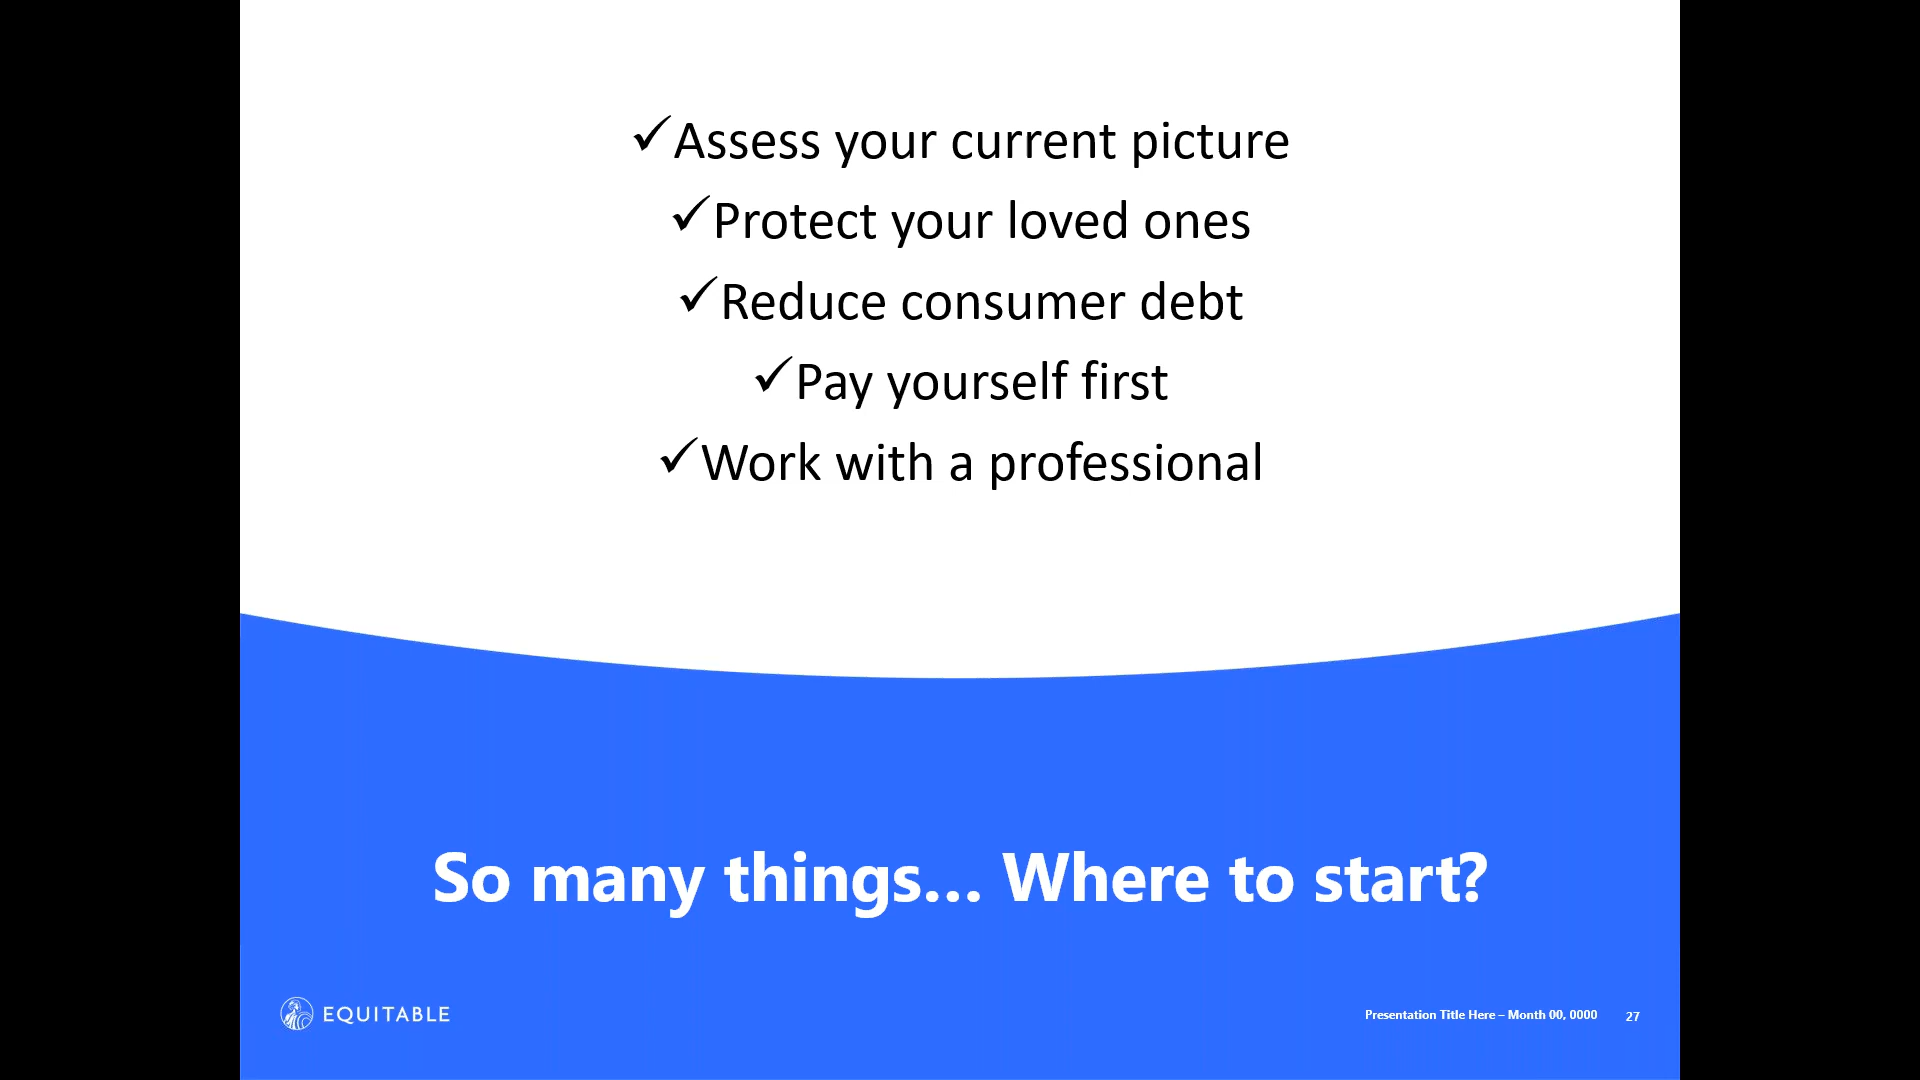 ✓Assess your current picture
✓Protect your loved ones
✓Reduce consumer debt
✓Pay yourself first
✓Work with a professional
So many things... Where to start?
EQUITABLE
Presentation Title Here – Month 00, 0000 27